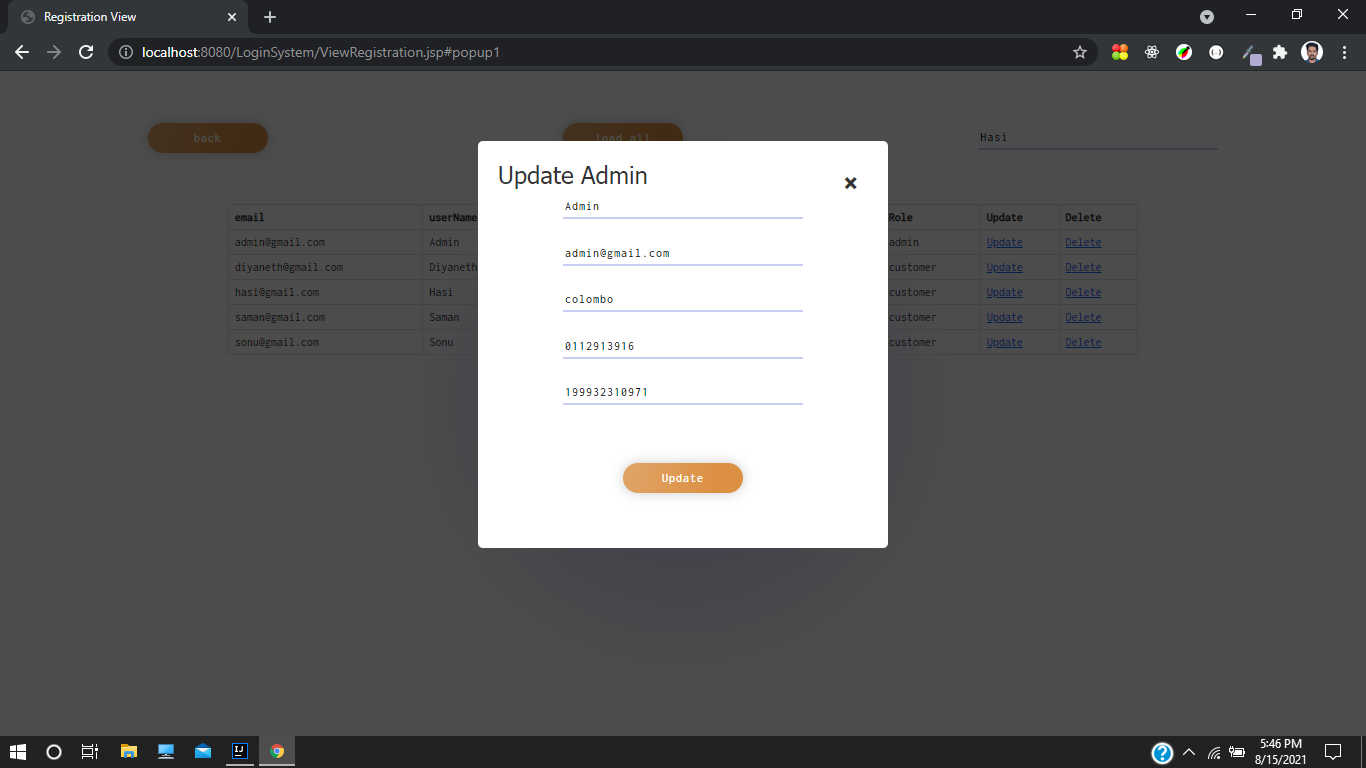 Registration View
localhost:8080/LoginSystem/ViewRegistration.jsp#popup1
back
load all
Hasi
Update Admin
Admin
admin@gmail.com
colombo
0112913916
199932310971
Update
email userName Role Update Delete
admin@gmail.com Admin admin Update Delete
diyaneth@gmail.com Diyaneth customer Update Delete
hasi@gmail.com Hasi customer Update Delete
saman@gmail.com Saman customer Update Delete
sonu@gmail.com Sonu customer Update Delete
IJ
5:46 PM
8/15/2021